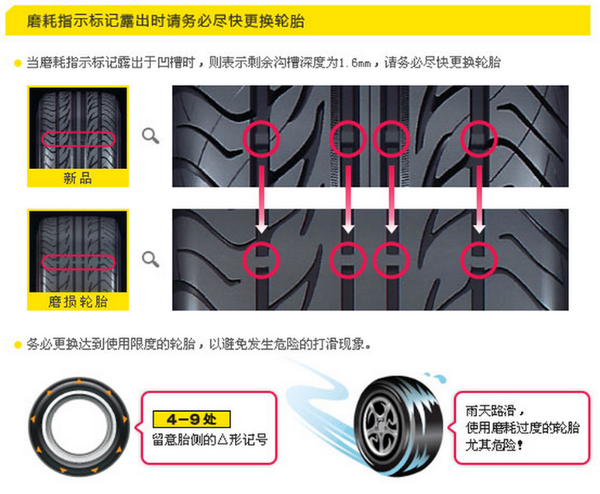 磨耗指示标记露出时请务必尽快更换轮胎
当磨耗指示标记露出于凹槽时，则表示剩余沟槽深度为1.6mm，请务必尽快更换轮胎
新品
磨损轮胎
务必更换达到使用限度的轮胎，以避免发生危险的打滑现象。
4-9处
留意胎侧的△形记号
雨天路滑，
使用磨耗过度的轮胎
尤其危险！